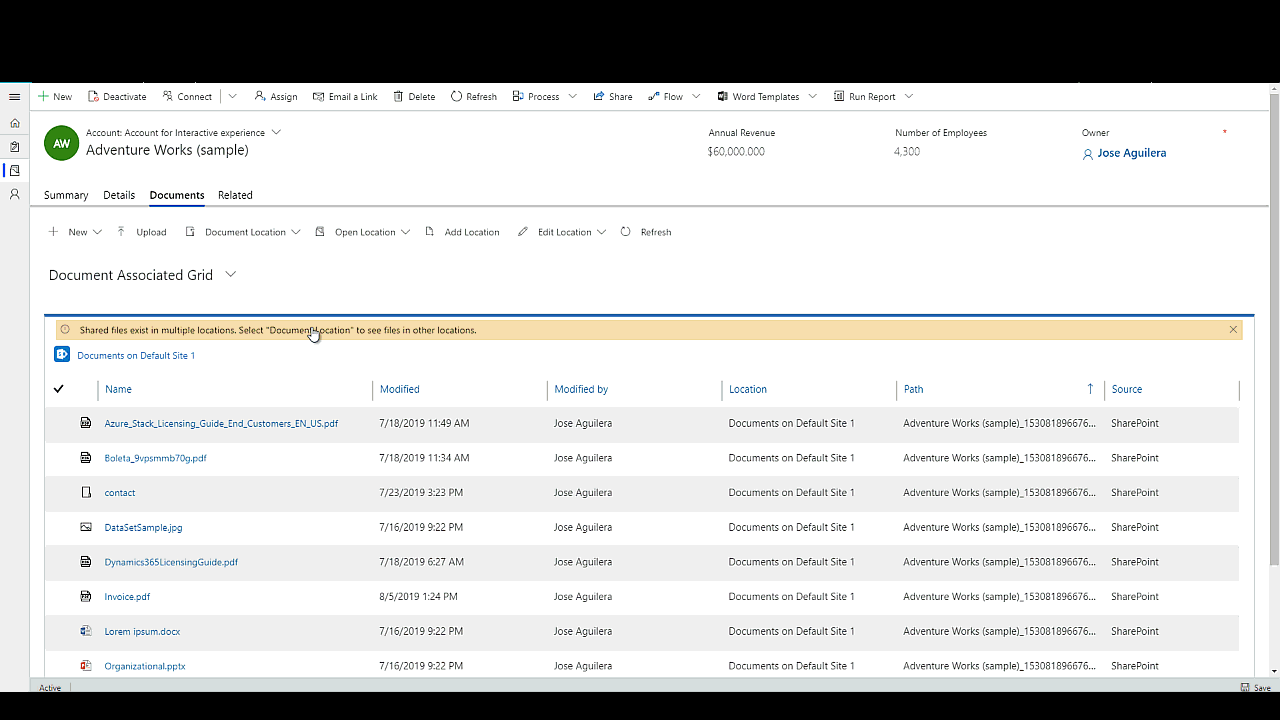 New Deactivate Connect Assign Email a Link Delete Refresh Process Share Flow Word Templates Run Report
AW
Account: Account for Interactive experience
Adventure Works (sample)
Annual Revenue
$60,000.000
Number of Employees
4,300
Owner
*
Jose Aguilera
Summary Details Documents Related
New Upload Document Location Open Location Add Location Edit Location Refresh
Document Associated Grid
Shared files exist in multiple locations. Select "Document Location" to see files in other locations.
Documents on Default Site 1
Name Modified Modified by Location Path Source
Azure_Stack_Licensing_Guide_End_Customers_EN_US.pdf 7/18/2019 11:49 AM Jose Aguilera Documents on Default Site 1 Adventure Works (sample)_153081896676... SharePoint
Boleta_9vpsmmb70g.pdf 7/18/2019 11:34 AM Jose Aguilera Documents on Default Site 1 Adventure Works (sample)_153081896676... SharePoint
contact 7/23/2019 3:23 PM Jose Aguilera Documents on Default Site 1 Adventure Works (sample)_153081896676... SharePoint
DataSetSample.jpg 7/16/2019 9:22 PM Jose Aguilera Documents on Default Site 1 Adventure Works (sample)_153081896676... SharePoint
Dynamics365LicensingGuide.pdf 7/18/2019 6:27 AM Jose Aguilera Documents on Default Site 1 Adventure Works (sample)_153081896676... SharePoint
Invoice.pdf 8/5/2019 1:24 PM Jose Aguilera Documents on Default Site 1 Adventure Works (sample)_153081896676... SharePoint
Lorem ipsum.docx 7/16/2019 9:22 PM Jose Aguilera Documents on Default Site 1 Adventure Works (sample)_153081896676... SharePoint
Organizational.pptx 7/16/2019 9:22 PM Jose Aguilera Documents on Default Site 1 Adventure Works (sample)_153081896676... SharePoint
Active Save